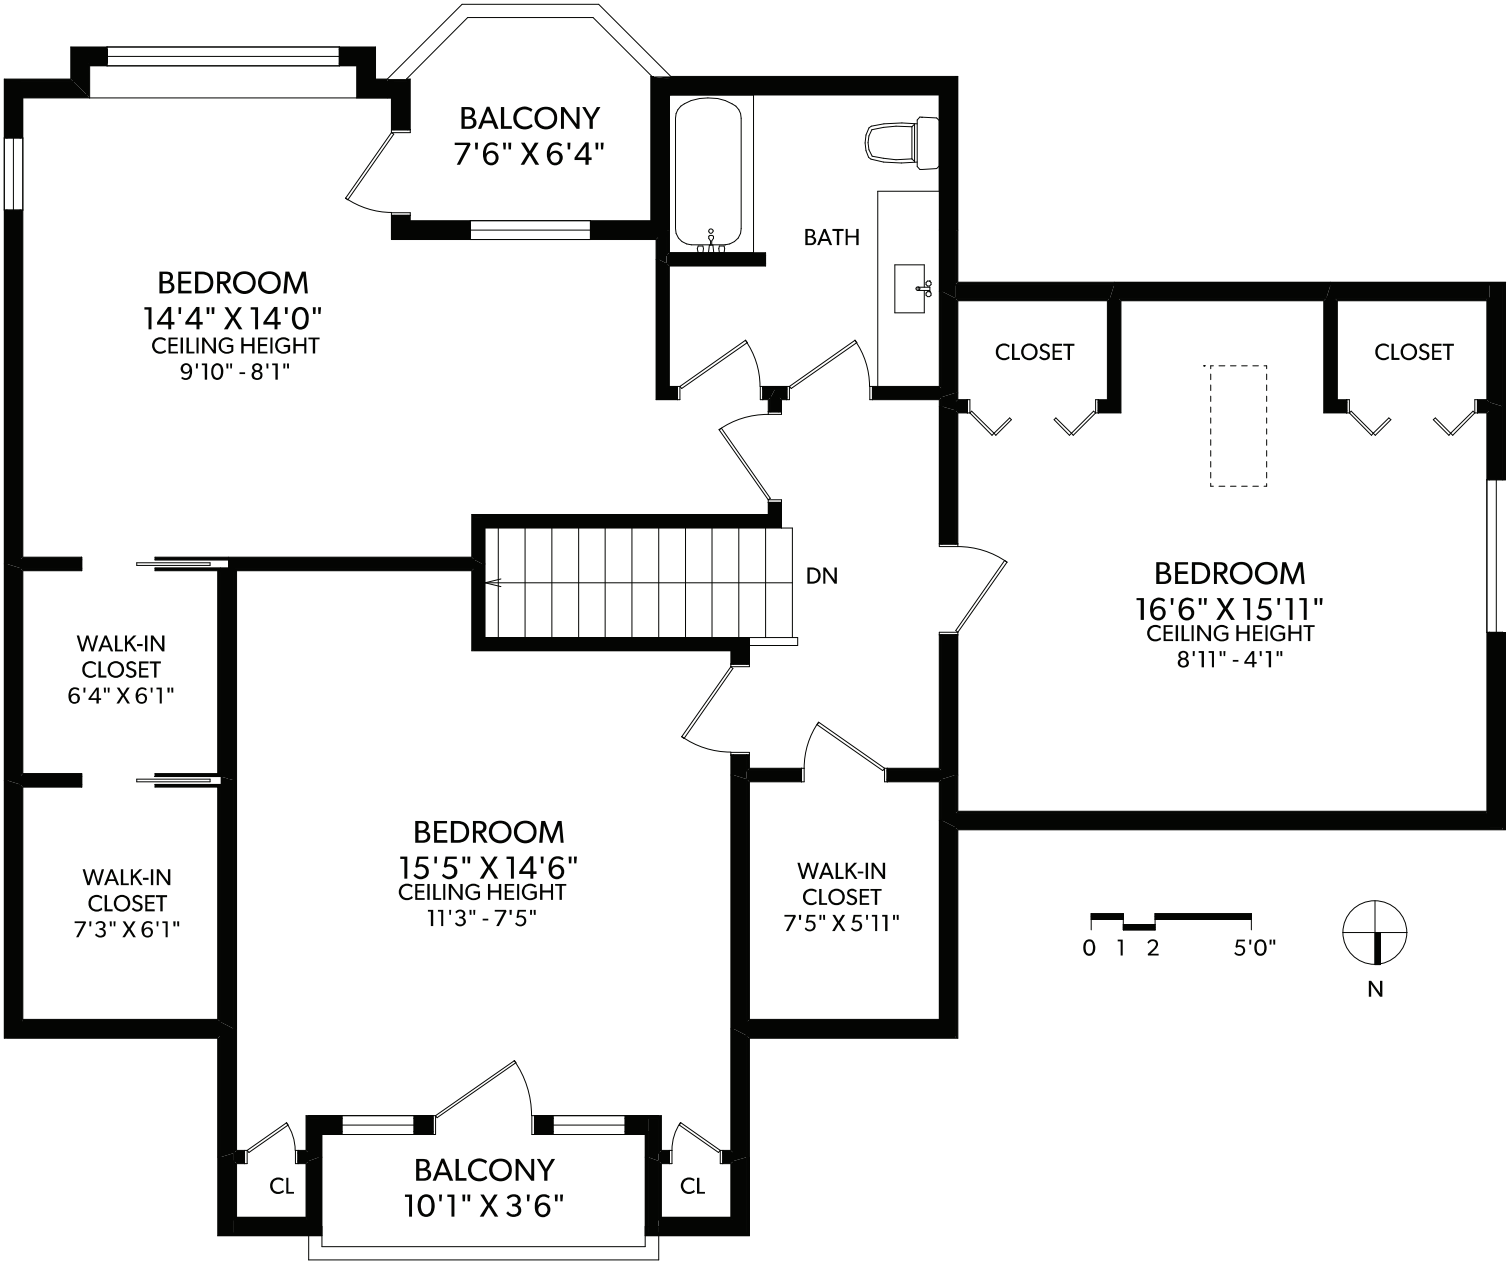 BALCONY
7'6" X 6'4"
BATH
BEDROOM
14'4" X 14'0"
CEILING HEIGHT
9'10" - 8'1"
CLOSET
CLOSET
DN
BEDROOM
16'6" X 15'11"
CEILING HEIGHT
8'11" - 4'1"
WALK-IN
CLOSET
6'4" X 6'1"
BEDROOM
15'5" X 14'6"
CEILING HEIGHT
11'3" - 7'5"
WALK-IN
CLOSET
7'3" X 6'1"
WALK-IN
CLOSET
7'5" X 5'11"
0 1 2 5'0"
N
BALCONY
10'1" X 3'6"
CL
CL